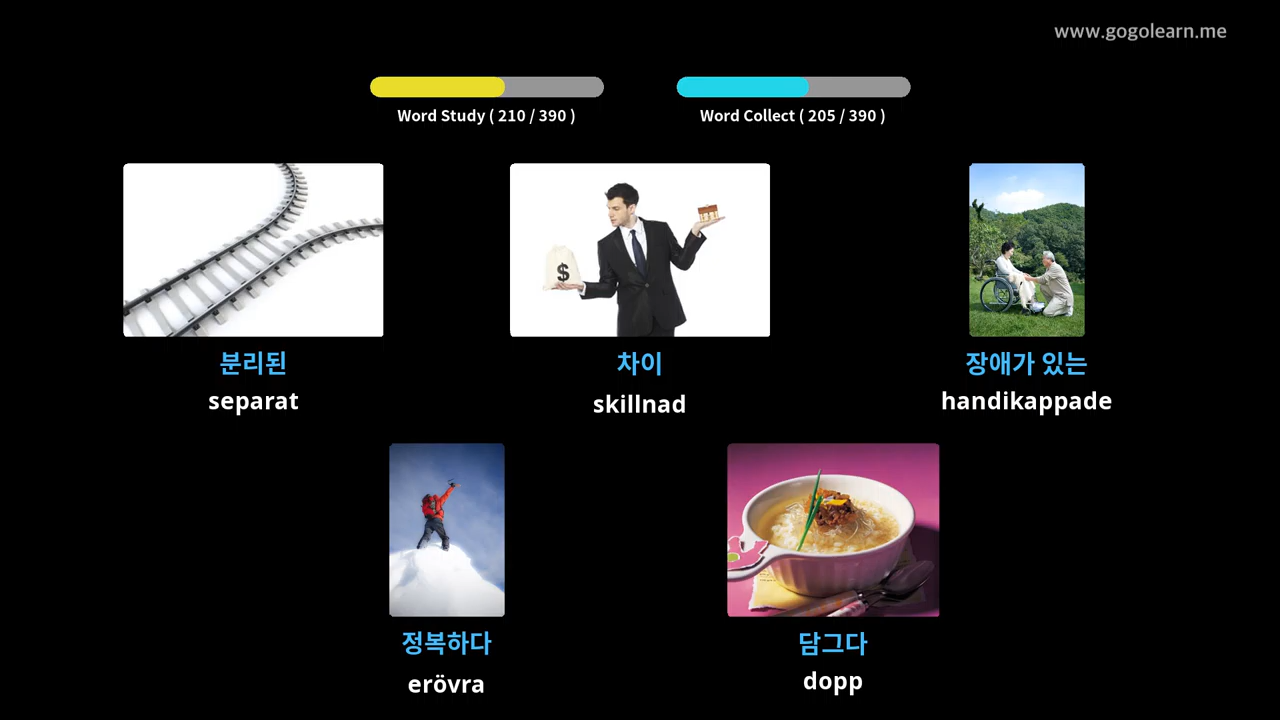 www.gogolearn.me
Word Study ( 210 / 390 )
Word Collect ( 205 / 390 )
분리된
separat
차이
skillnad
장애가 있는
handikappade
정복하다
erövra
담그다
dopp
$